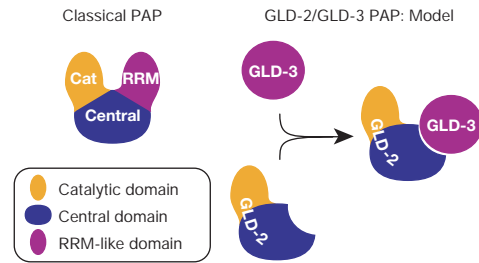 Classical PAP
GLD-2/GLD-3 PAP: Model
Cat
RRM
Central
GLD-3
GLD-2
GLD-2
GLD-3
Catalytic domain
Central domain
RRM-like domain